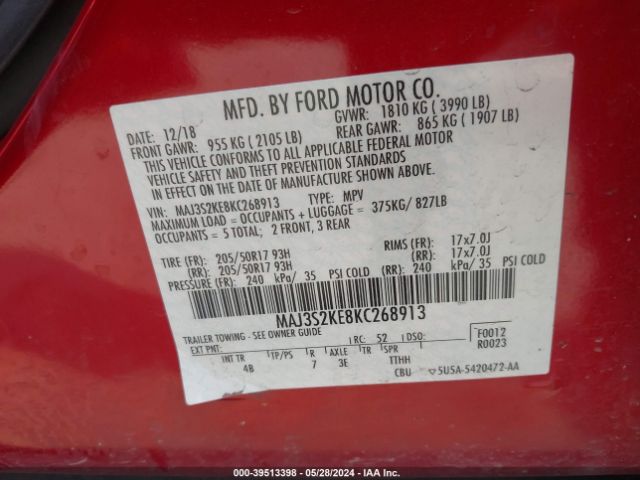 MFD. BY FORD MOTOR CO.
DATE: 12/18 GVWR: 1810 KG ( 3990 LB)
FRONT GAWR: 955 KG ( 2105 LB) REAR GAWR: 865 KG ( 1907 LB)
THIS VEHICLE CONFORMS TO ALL APPLICABLE FEDERAL MOTOR
VEHICLE SAFETY AND THEFT PREVENTION STANDARDS
IN EFFECT ON THE DATE OF MANUFACTURE SHOWN ABOVE.
VIN: MAJ3S2KE8KC268913 TYPE: MPV
MAXIMUM LOAD = OCCUPANTS + LUGGAGE = 375KG/ 827LB
OCCUPANTS = 5 TOTAL; 2 FRONT, 3 REAR
TIRE (FR): 205/50R17 93H RIMS (FR): 17x7.0J
(RR): 205/50R17 93H (RR): 17x7.0J
PRESSURE (FR): 240 kPa/ 35 PSI COLD (RR): 240 kPa/ 35 PSI COLD
MAJ3S2KE8KC268913
TRAILER TOWING - SEE OWNER GUIDE
EXT PNT: RC: 52 DSO: F0012
R0023
INT TR TP/PS R AXLE TR SPR
4B 7 3E TTHH
CBU ▽5U5A-5420472-AA
000-39513398 - 05/28/2024 - IAA Inc.